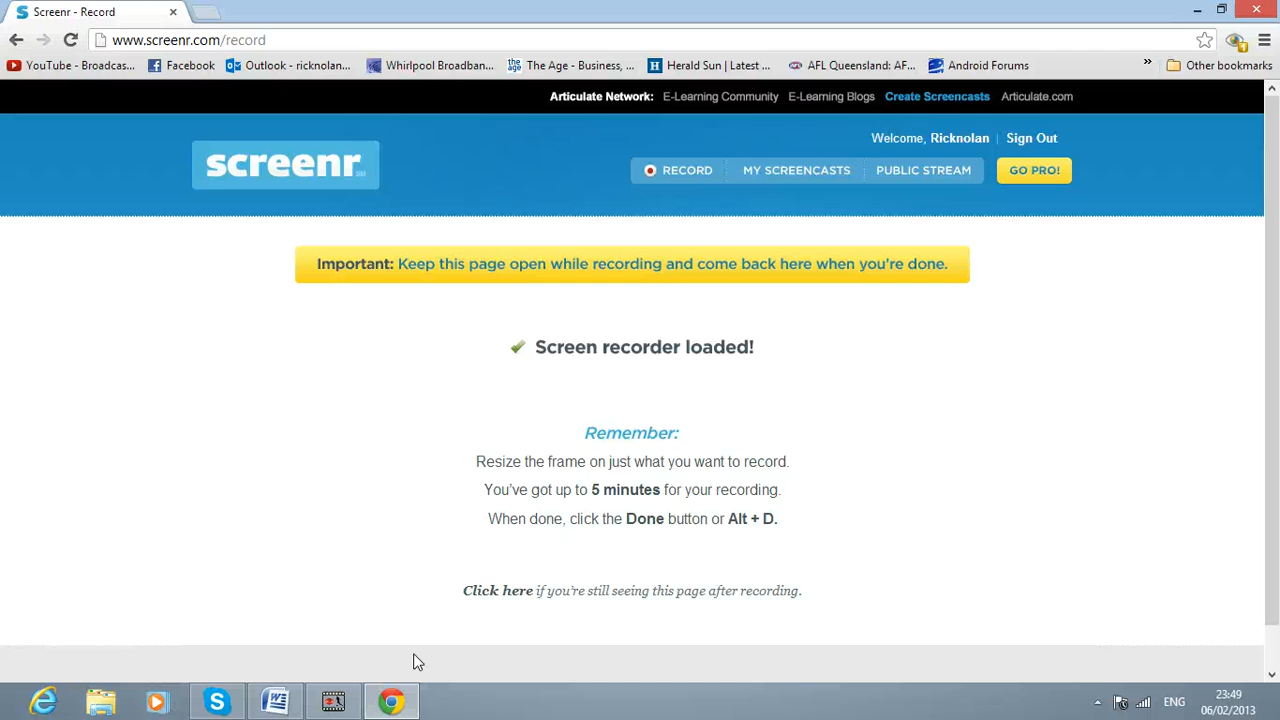 Screenr - Record
www.screenr.com/record
YouTube - Broadcas... Facebook Outlook - ricknolan... Whirlpool Broadban... The Age - Business, ... Herald Sun | Latest ... AFL Queensland: AF... Android Forums » Other bookmarks
Articulate Network: E-Learning Community E-Learning Blogs Create Screencasts Articulate.com
Welcome, Ricknolan | Sign Out
screenr
RECORD MY SCREENCASTS PUBLIC STREAM GO PRO!
Important: Keep this page open while recording and come back here when you're done.
Screen recorder loaded!
Remember:
Resize the frame on just what you want to record.
You've got up to 5 minutes for your recording.
When done, click the Done button or Alt + D.
Click here if you're still seeing this page after recording.
ENG
23:49
06/02/2013